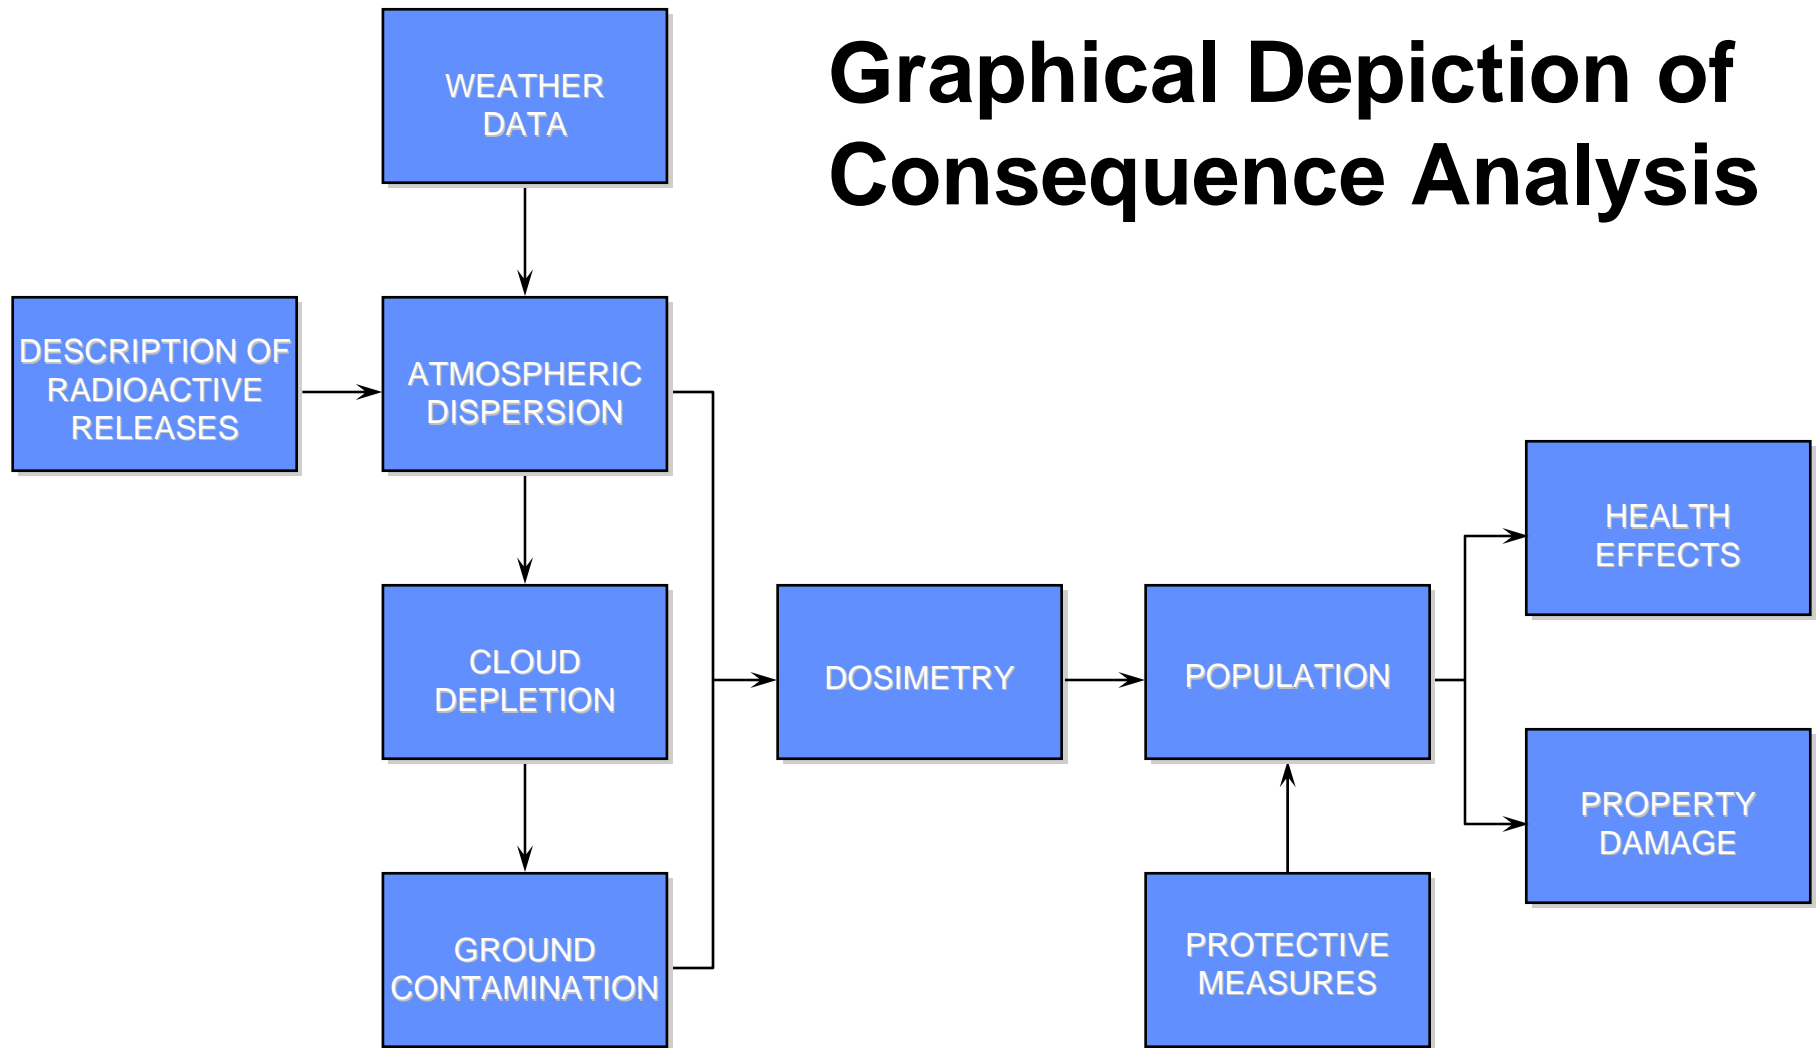 Graphical Depiction of
Consequence Analysis
WEATHER
DATA
DESCRIPTION OF
RADIOACTIVE
RELEASES
ATMOSPHERIC
DISPERSION
CLOUD
DEPLETION
GROUND
CONTAMINATION
DOSIMETRY
POPULATION
PROTECTIVE
MEASURES
HEALTH
EFFECTS
PROPERTY
DAMAGE